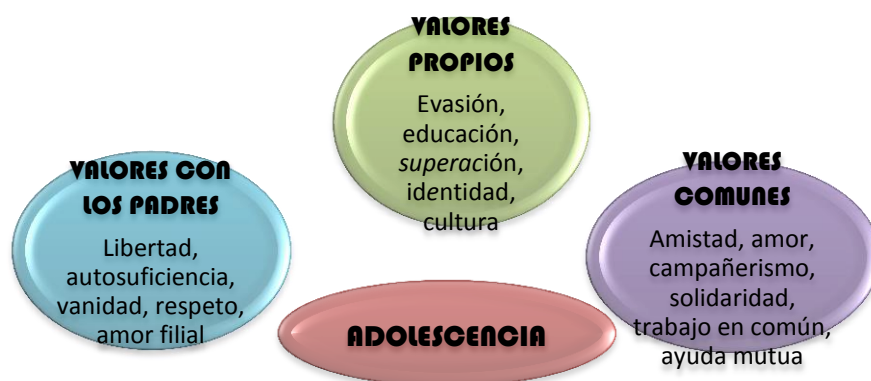 VALORES
PROPIOS
Evasión,
educación,
superación,
identidad,
cultura
VALORES CON
LOS PADRES
Libertad,
autosuficiencia,
vanidad, respeto,
amor filial
VALORES
COMUNES
Amistad, amor,
campañerismo,
solidaridad,
trabajo en común,
ayuda mutua
ADOLESCENCIA